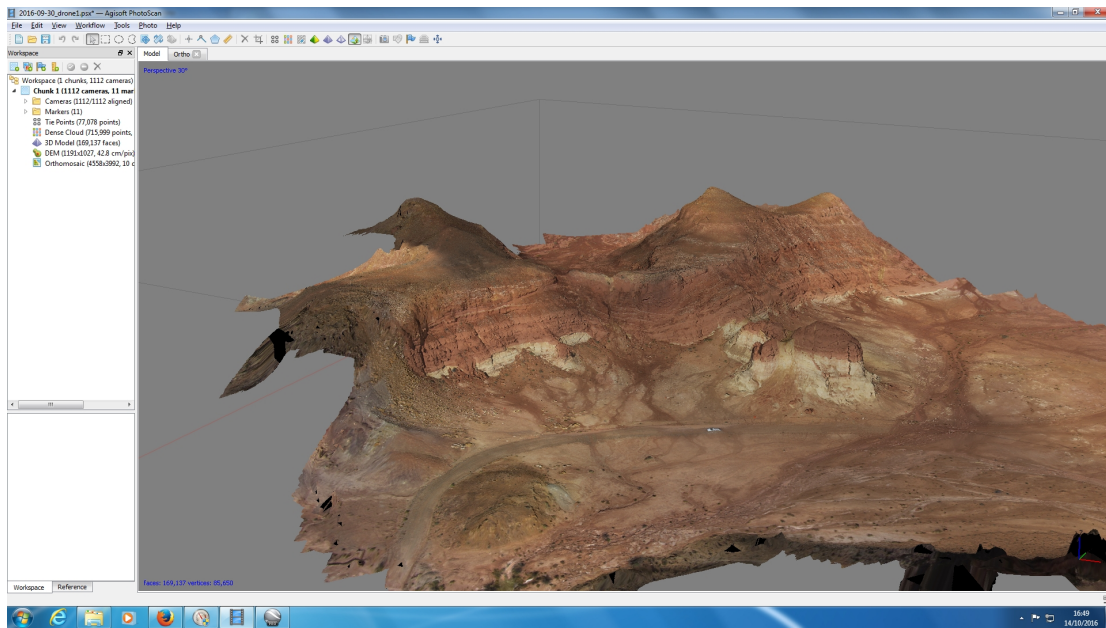 2016-09-30_drone1.psx* — Agisoft PhotoScan
File Edit View Workflow Tools Photo Help
Workspace
Model Ortho
Perspective 30°
Workspace (1 chunks, 1112 cameras)
Chunk 1 (1112 cameras, 11 mar
Cameras (1112/1112 aligned)
Markers (11)
Tie Points (77,078 points)
Dense Cloud (715,999 points,
3D Model (169,137 faces)
DEM (1191x1027, 42.8 cm/pix)
Orthomosaic (4558x3992, 10 c
faces: 169,137 vertices: 85,650
Workspace Reference
16:49
14/10/2016